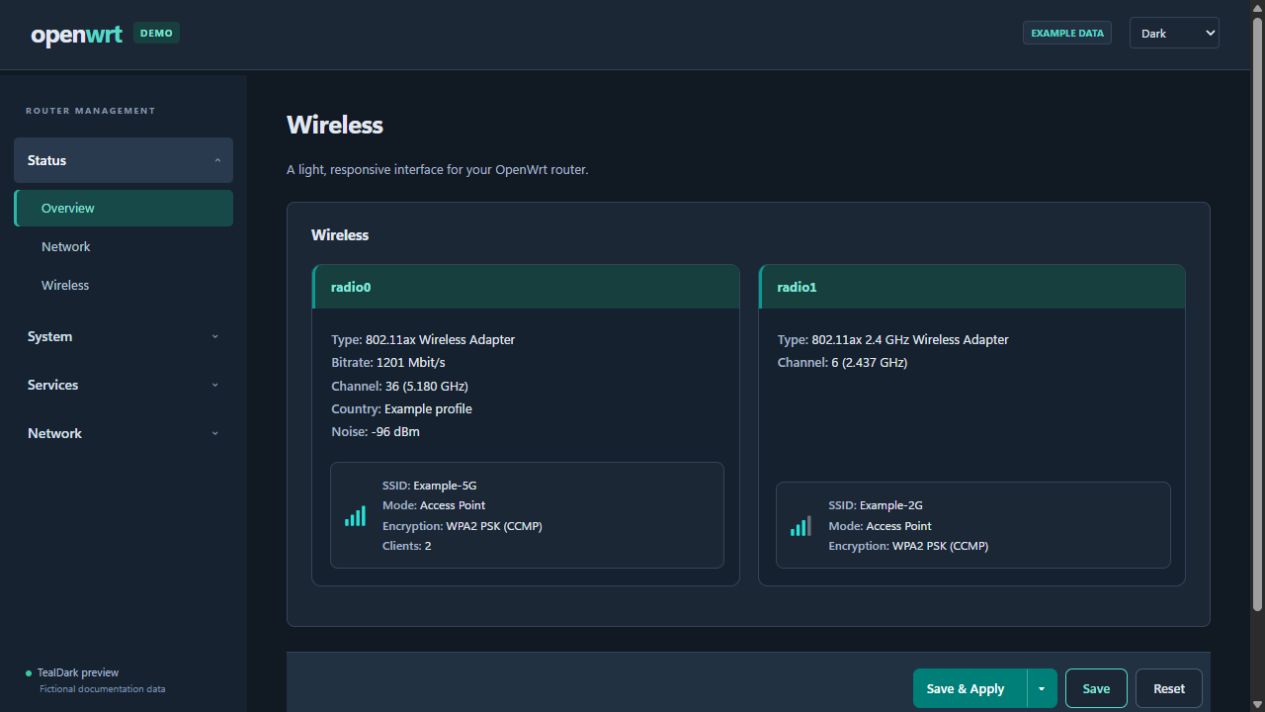 openwrt DEMO
EXAMPLE DATA
Dark
ROUTER MANAGEMENT
Status
Overview
Network
Wireless
System
Services
Network
TealDark preview
Fictional documentation data
Wireless
A light, responsive interface for your OpenWrt router.
Wireless
radio0
Type: 802.11ax Wireless Adapter
Bitrate: 1201 Mbit/s
Channel: 36 (5.180 GHz)
Country: Example profile
Noise: -96 dBm
SSID: Example-5G
Mode: Access Point
Encryption: WPA2 PSK (CCMP)
Clients: 2
radio1
Type: 802.11ax 2.4 GHz Wireless Adapter
Channel: 6 (2.437 GHz)
SSID: Example-2G
Mode: Access Point
Encryption: WPA2 PSK (CCMP)
Save & Apply
Save
Reset